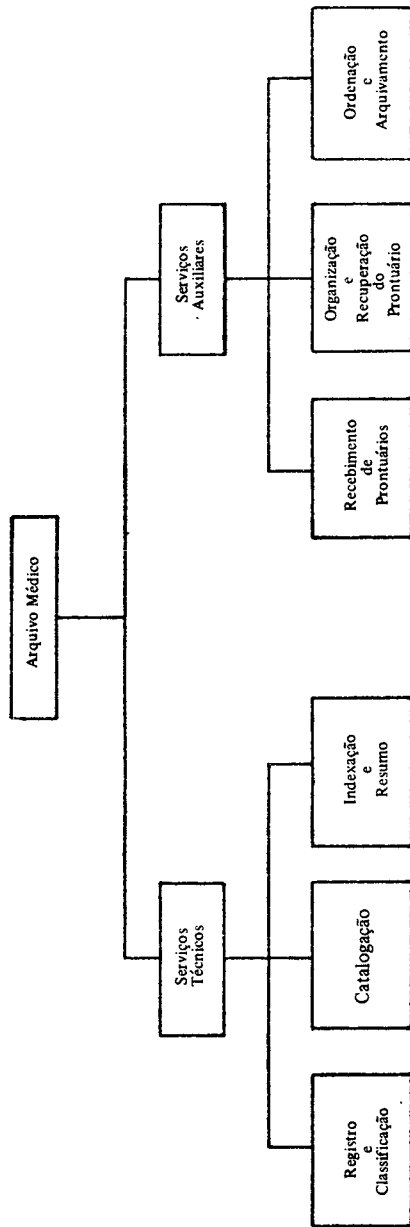 Arquivo Médico
Serviços
Técnicos
Serviços
Auxiliares
Registro
e
Classificação
Catalogação
Indexação
e
Resumo
Recebimento
de
Prontuários
Organização
e
Recuperação
do
Prontuário
Ordenação
e
Arquivamento